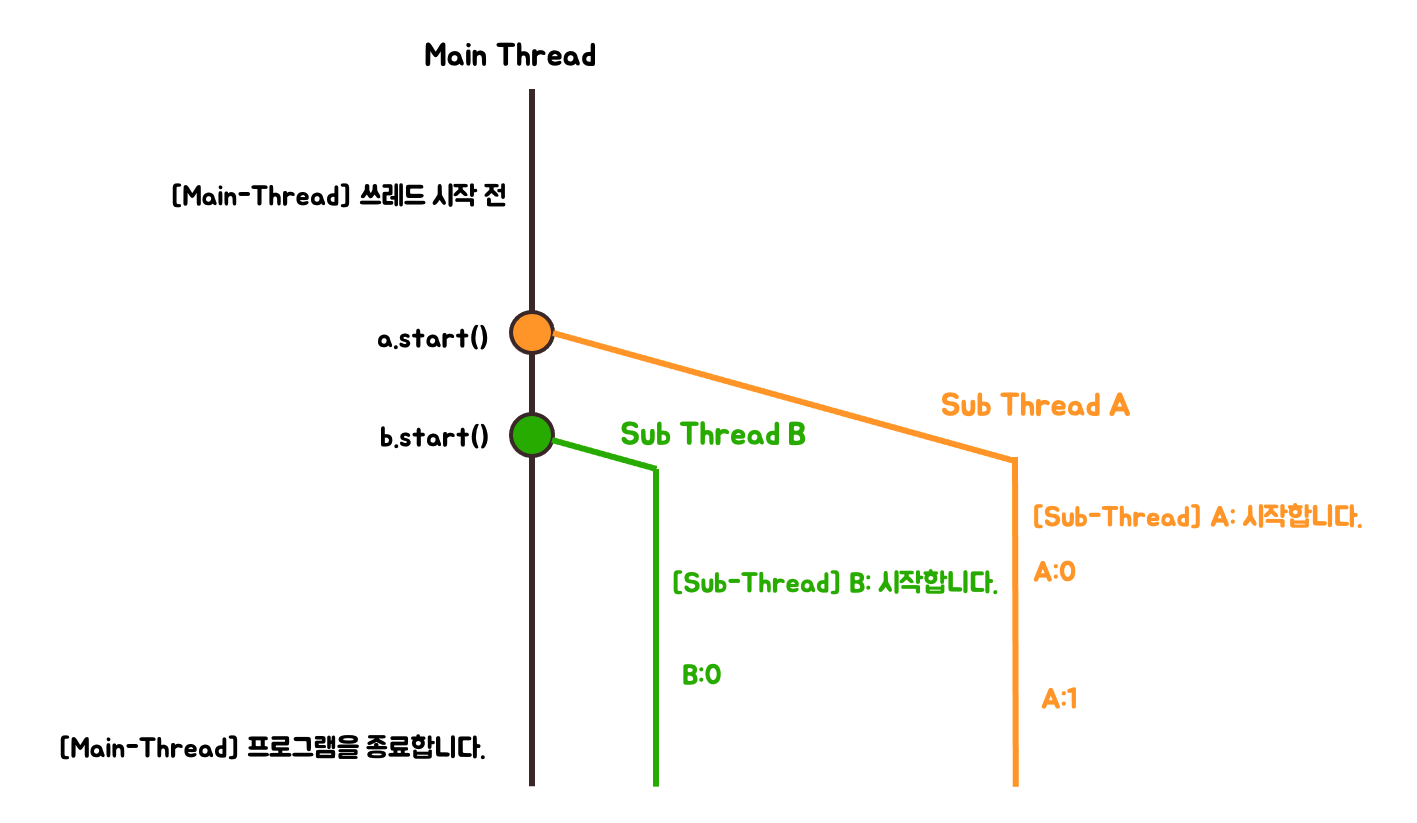 Main Thread
[Main-Thread] 쓰레드 시작 전
a.start()
Sub Thread A
b.start()
Sub Thread B
[Sub-Thread] A: 시작합니다.
A:0
[Sub-Thread] B: 시작합니다.
B:0
A:1
[Main-Thread] 프로그램을 종료합니다.